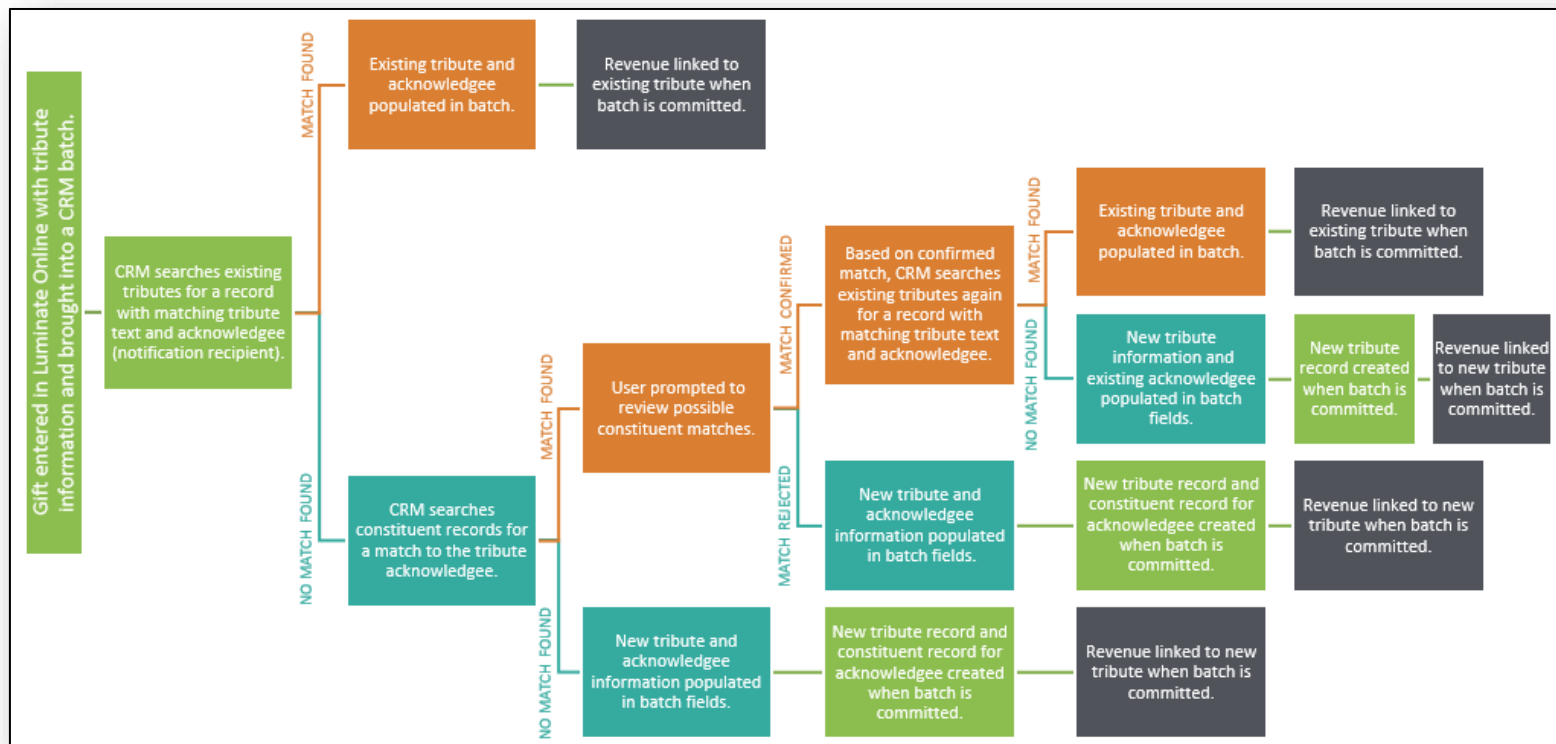 Gift entered in Luminate Online with tribute
information and brought into a CRM batch.
CRM searches existing
tributes for a record
with matching tribute
text and acknowledgee
(notification recipient).
MATCH FOUND
Existing tribute and
acknowledgee
populated in batch.
Revenue linked to
existing tribute when
batch is committed.
NO MATCH FOUND
CRM searches
constituent records for
a match to the tribute
acknowledgee.
MATCH FOUND
User prompted to
review possible
constituent matches.
MATCH CONFIRMED
Based on confirmed
match, CRM searches
existing tributes again
for a record with
matching tribute text
and acknowledgee.
MATCH FOUND
Existing tribute and
acknowledgee
populated in batch.
Revenue linked to
existing tribute when
batch is committed.
NO MATCH FOUND
New tribute
information and
existing acknowledgee
populated in batch
fields.
New tribute
record created
when batch is
committed.
Revenue linked
to new tribute
when batch is
committed.
MATCH REJECTED
New tribute and
acknowledgee
information populated
in batch fields.
New tribute record and
constituent record for
acknowledgee created
when batch is
committed.
Revenue linked to new
tribute when batch is
committed.
NO MATCH FOUND
New tribute and
acknowledgee
information populated
in batch fields.
New tribute record and
constituent record for
acknowledgee created
when batch is
committed.
Revenue linked to new
tribute when batch is
committed.